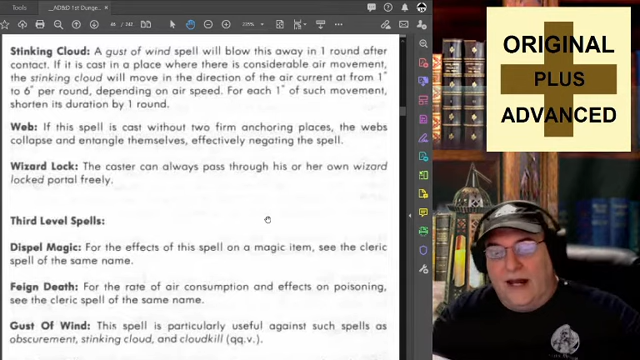 __AD&D 1st Dunge...
Stinking Cloud: A gust of wind spell will blow this away in 1 round after
contact. If it is cast in a place where there is considerable air movement,
the stinking cloud will move in the direction of the air current at from 1"
to 6" per round, depending on air speed. For each 1" of such movement,
shorten its duration by 1 round.
Web: If this spell is cast without two firm anchoring places, the webs
collapse and entangle themselves, effectively negating the spell.
Wizard Lock: The caster can always pass through his or her own wizard
locked portal freely.
Third Level Spells:
Dispel Magic: For the effects of this spell on a magic item, see the cleric
spell of the same name.
Feign Death: For the rate of air consumption and effects on poisoning,
see the cleric spell of the same name.
Gust Of Wind: This spell is particularly useful against such spells as
obscurement, stinking cloud, and cloudkill (qq.v.).
ORIGINAL
PLUS
ADVANCED